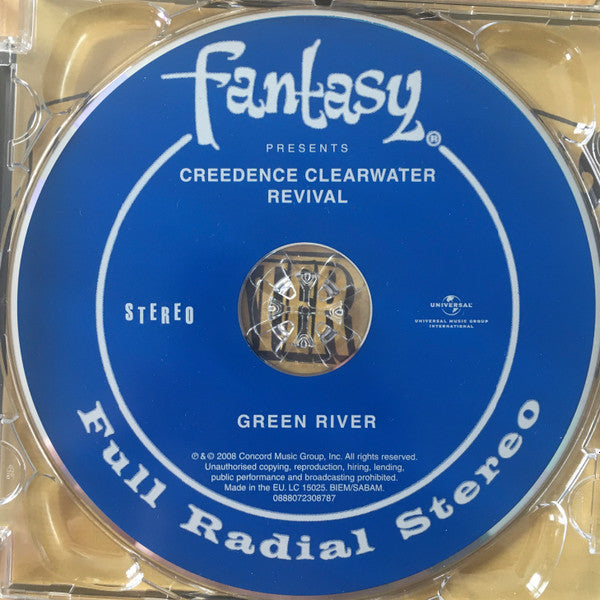 fantasy®
PRESENTS
CREEDENCE CLEARWATER
REVIVAL
STEREO
UNIVERSAL
UNIVERSAL MUSIC GROUP
INTERNATIONAL
GREEN RIVER
℗ & © 2008 Concord Music Group, Inc. All rights reserved.
Unauthorised copying, reproduction, hiring, lending,
public performance and broadcasting prohibited.
Made in the EU. LC 15025. BIEM/SABAM.
0888072308787
Full Radial Stereo